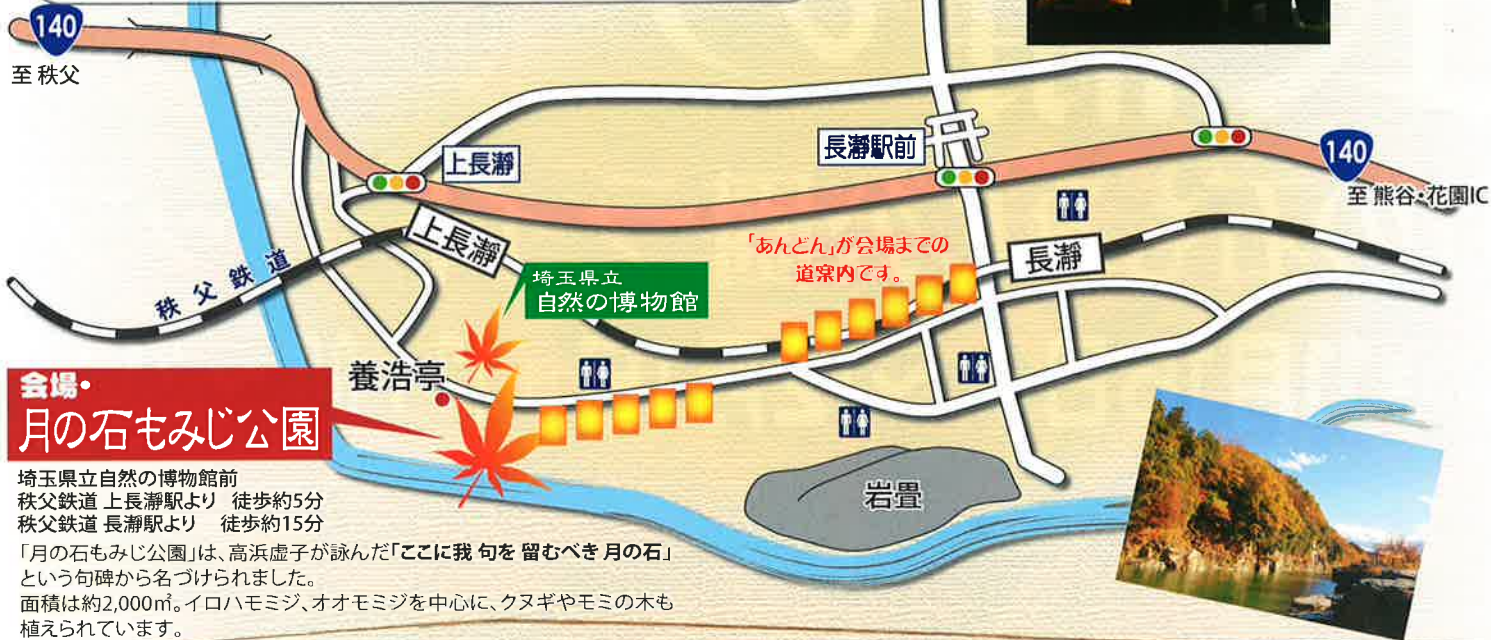 140
至 秩父
上長瀞
長瀞駅前
140
至 熊谷・花園IC
秩父鉄道
上長瀞
埼玉県立
自然の博物館
「あんどん」が会場までの
道案内です。
長瀞
養浩亭
岩畳
会場・
月の石もみじ公園
埼玉県立自然の博物館前
秩父鉄道 上長瀞駅より 徒歩約5分
秩父鉄道 長瀞駅より 徒歩約15分
「月の石もみじ公園」は、高浜虚子が詠んだ「ここに我 句を 留むべき 月の石」
という句碑から名づけられました。
面積は約2,000㎡。イロハモミジ、オオモミジを中心に、クヌギやモミの木も
植えられています。